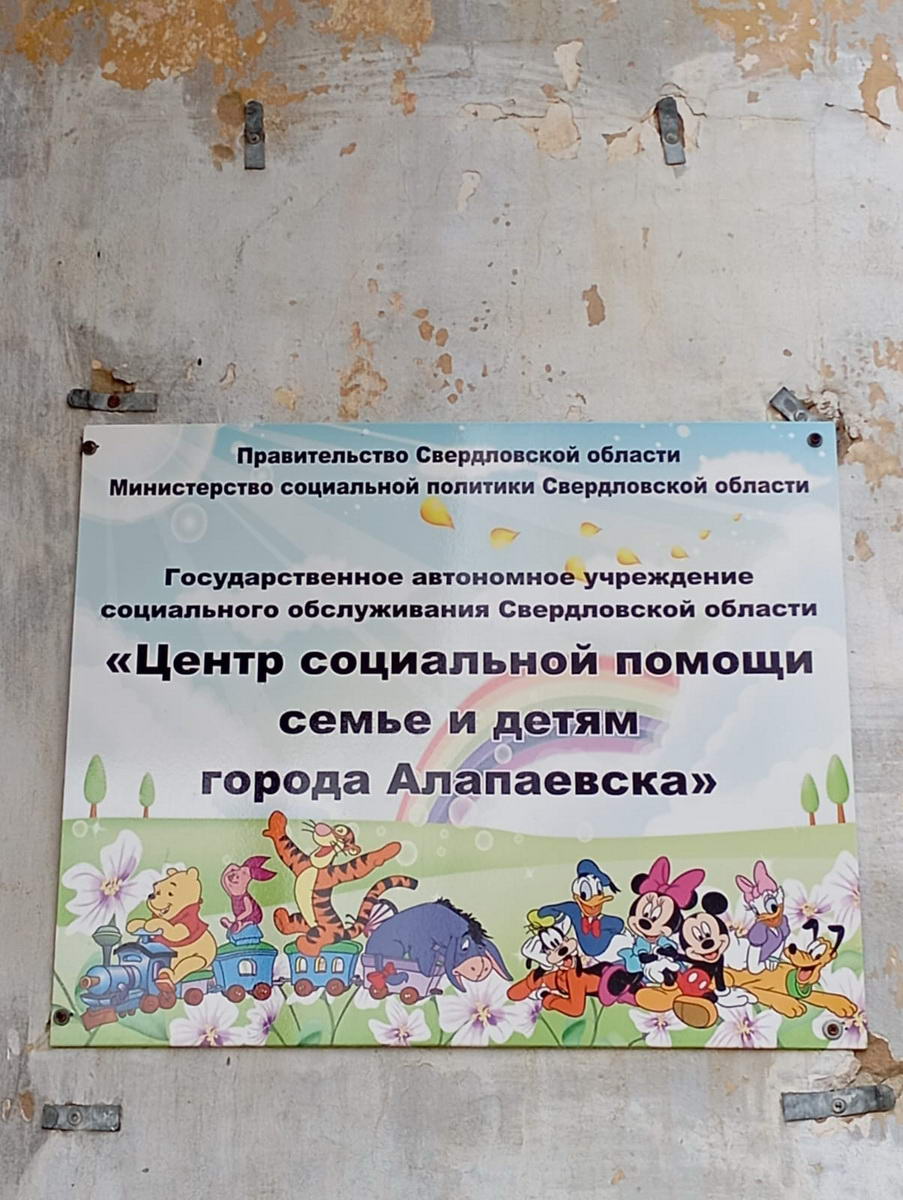 Правительство Свердловской области
Министерство социальной политики Свердловской области
Государственное автономное учреждение
социального обслуживания Свердловской области
«Центр социальной помощи
семье и детям
города Алапаевска»